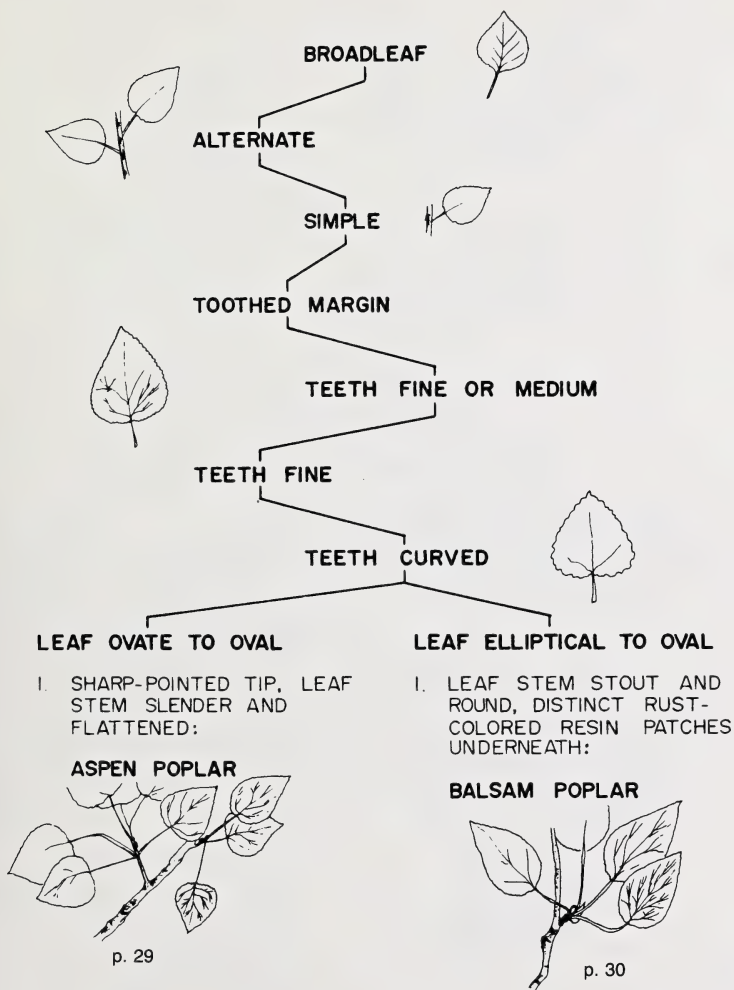 BROADLEAF
ALTERNATE
SIMPLE
TOOTHED MARGIN
TEETH FINE OR MEDIUM
TEETH FINE
TEETH CURVED
LEAF OVATE TO OVAL
1. SHARP-POINTED TIP, LEAF
STEM SLENDER AND
FLATTENED:
ASPEN POPLAR
p. 29
LEAF ELLIPTICAL TO OVAL
1. LEAF STEM STOUT AND
ROUND, DISTINCT RUST-
COLORED RESIN PATCHES
UNDERNEATH:
BALSAM POPLAR
p. 30